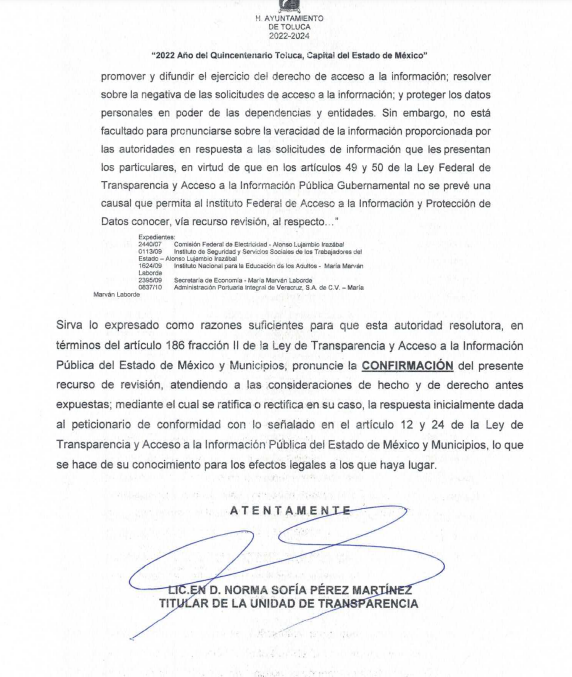 H. AYUNTAMIENTO
DE TOLUCA
2022-2024
“2022 Año del Quincentenario Toluca, Capital del Estado de México”
promover y difundir el ejercicio del derecho de acceso a la información; resolver
sobre la negativa de las solicitudes de acceso a la información; y proteger los datos
personales en poder de las dependencias y entidades. Sin embargo, no está
facultado para pronunciarse sobre la veracidad de la información proporcionada por
las autoridades en respuesta a las solicitudes de información que les presentan
los particulares, en virtud de que en los artículos 49 y 50 de la Ley Federal de
Transparencia y Acceso a la Información Pública Gubernamental no se prevé una
causal que permita al Instituto Federal de Acceso a la Información y Protección de
Datos conocer, vía recurso revisión, al respecto...”
Expedientes:
2440/07 Comisión Federal de Electricidad - Alonso Lujambio Irazábal
0113/09 Instituto de Seguridad y Servicios Sociales de los Trabajadores del
Estado – Alonso Lujambio Irazábal
1624/09 Instituto Nacional para la Educación de los Adultos - María Marván
Laborde
2395/09 Secretaría de Economía - María Marván Laborde
0837/10 Administración Portuaria Integral de Veracruz, S.A. de C.V. – María
Marván Laborde
Sirva lo expresado como razones suficientes para que esta autoridad resolutora, en
términos del artículo 186 fracción II de la Ley de Transparencia y Acceso a la Información
Pública del Estado de México y Municipios, pronuncie la CONFIRMACIÓN del presente
recurso de revisión, atendiendo a las consideraciones de hecho y de derecho antes
expuestas; mediante el cual se ratifica o rectifica en su caso, la respuesta inicialmente dada
al peticionario de conformidad con lo señalado en el artículo 12 y 24 de la Ley de
Transparencia y Acceso a la Información Pública del Estado de México y Municipios, lo que
se hace de su conocimiento para los efectos legales a los que haya lugar.
A T E N T A M E N T E
LIC.EN D. NORMA SOFÍA PÉREZ MARTÍNEZ
TITULAR DE LA UNIDAD DE TRANSPARENCIA